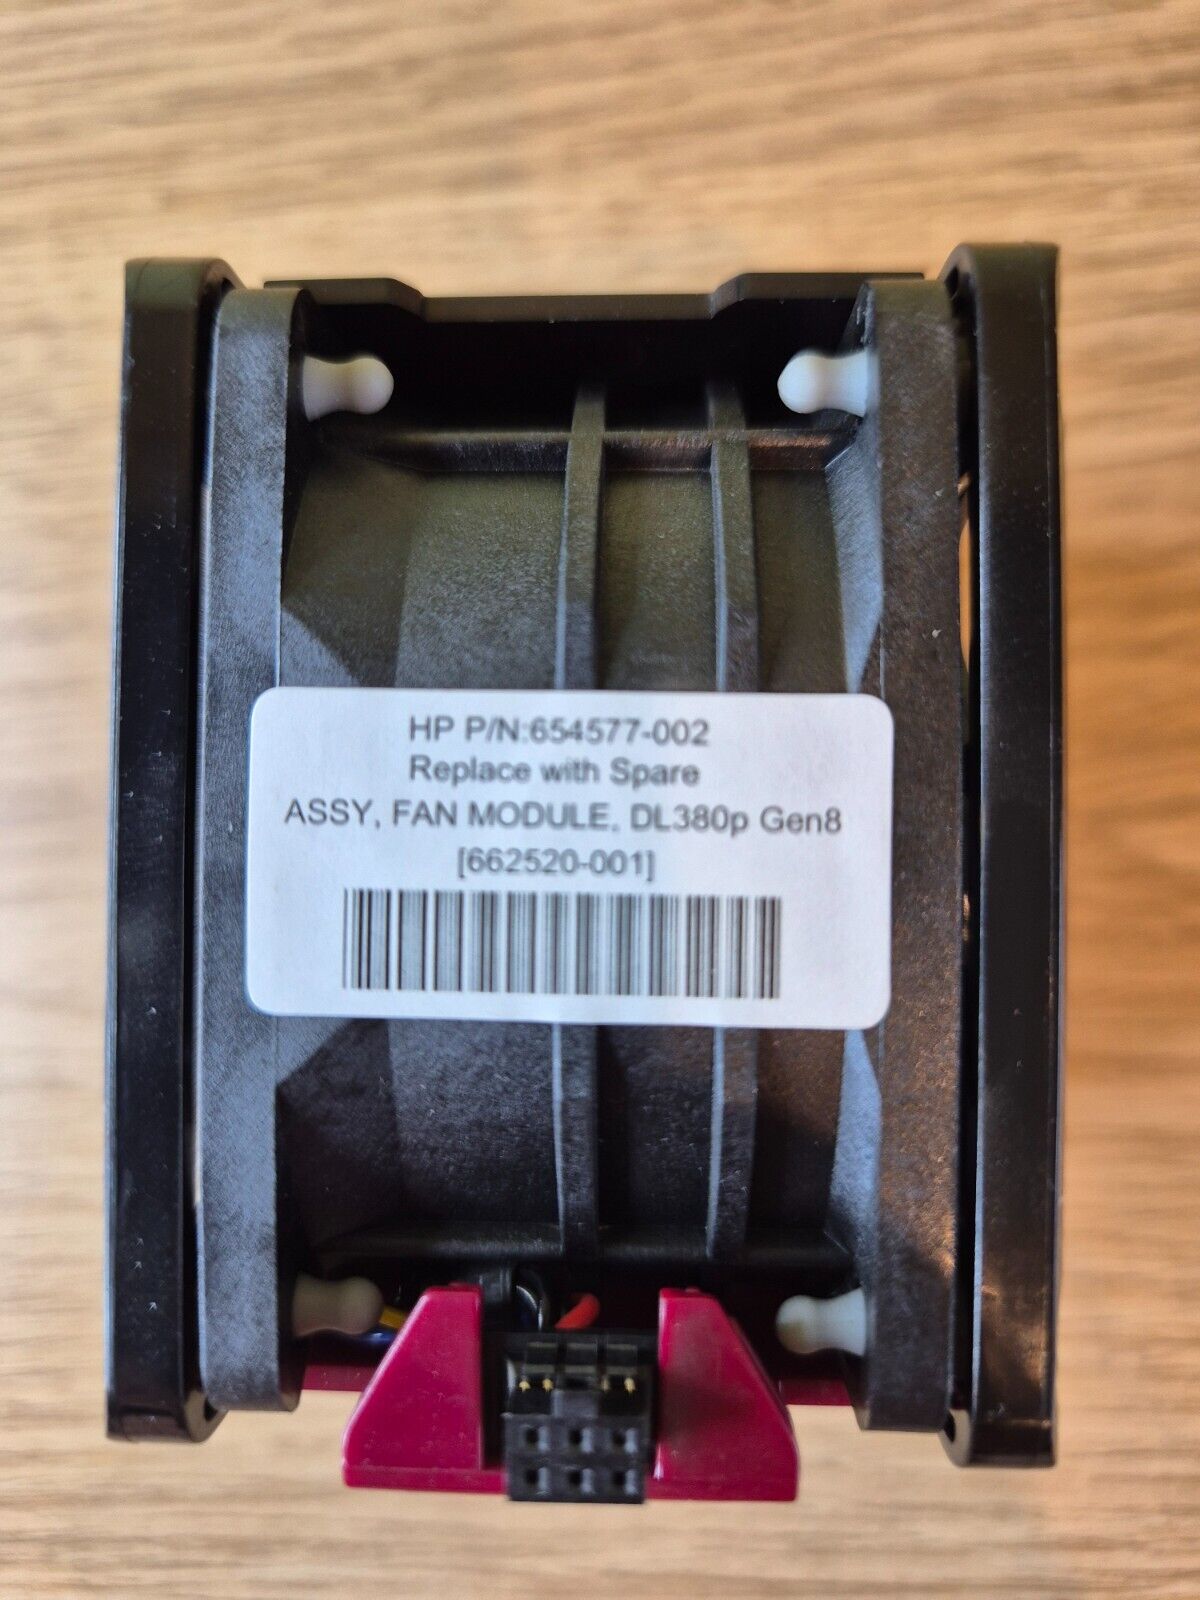 HP P/N:654577-002
Replace with Spare
ASSY, FAN MODULE, DL380p Gen8
[662520-001]